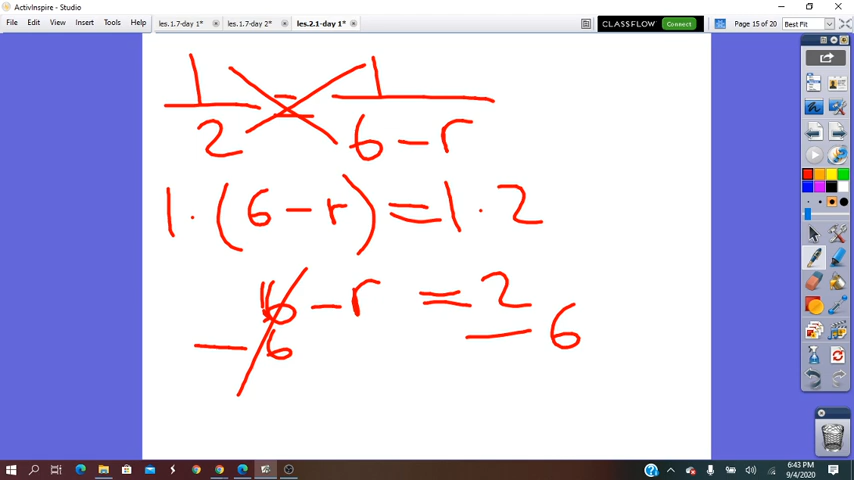 ActivInspire - Studio
File Edit View Insert Tools Help
les.1.7-day 1* les.1.7-day 2* les.2.1-day 1*
CLASSFLOW Connect
Page 15 of 20 Best Fit
1 = 1
2 6 - r
1 · (6 - r) = 1 · 2
6 - r = 2
- 6 - 6
6:43 PM
9/4/2020